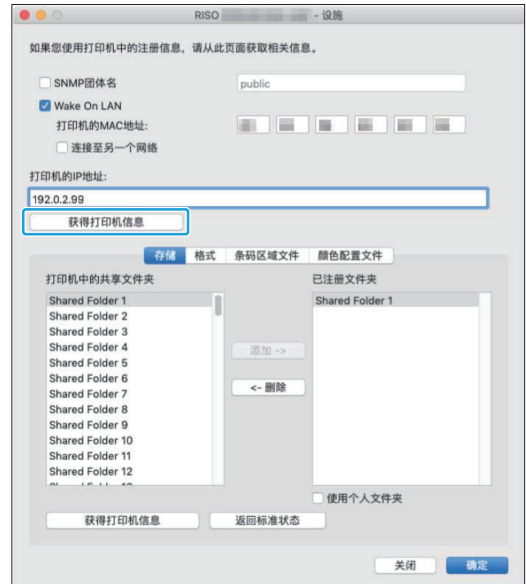 RISO - 设施
如果您使用打印机中的注册信息，请从此页面获取相关信息。
SNMP团体名
public
Wake On LAN
打印机的MAC地址:
连接至另一个网络
打印机的IP地址:
192.0.2.99
获得打印机信息
存储 格式 条码区域文件 颜色配置文件
打印机中的共享文件夹
Shared Folder 1
Shared Folder 2
Shared Folder 3
Shared Folder 4
Shared Folder 5
Shared Folder 6
Shared Folder 7
Shared Folder 8
Shared Folder 9
Shared Folder 10
Shared Folder 11
Shared Folder 12
添加 ->
<- 删除
已注册文件夹
Shared Folder 1
使用个人文件夹
获得打印机信息
返回标准状态
关闭
确定